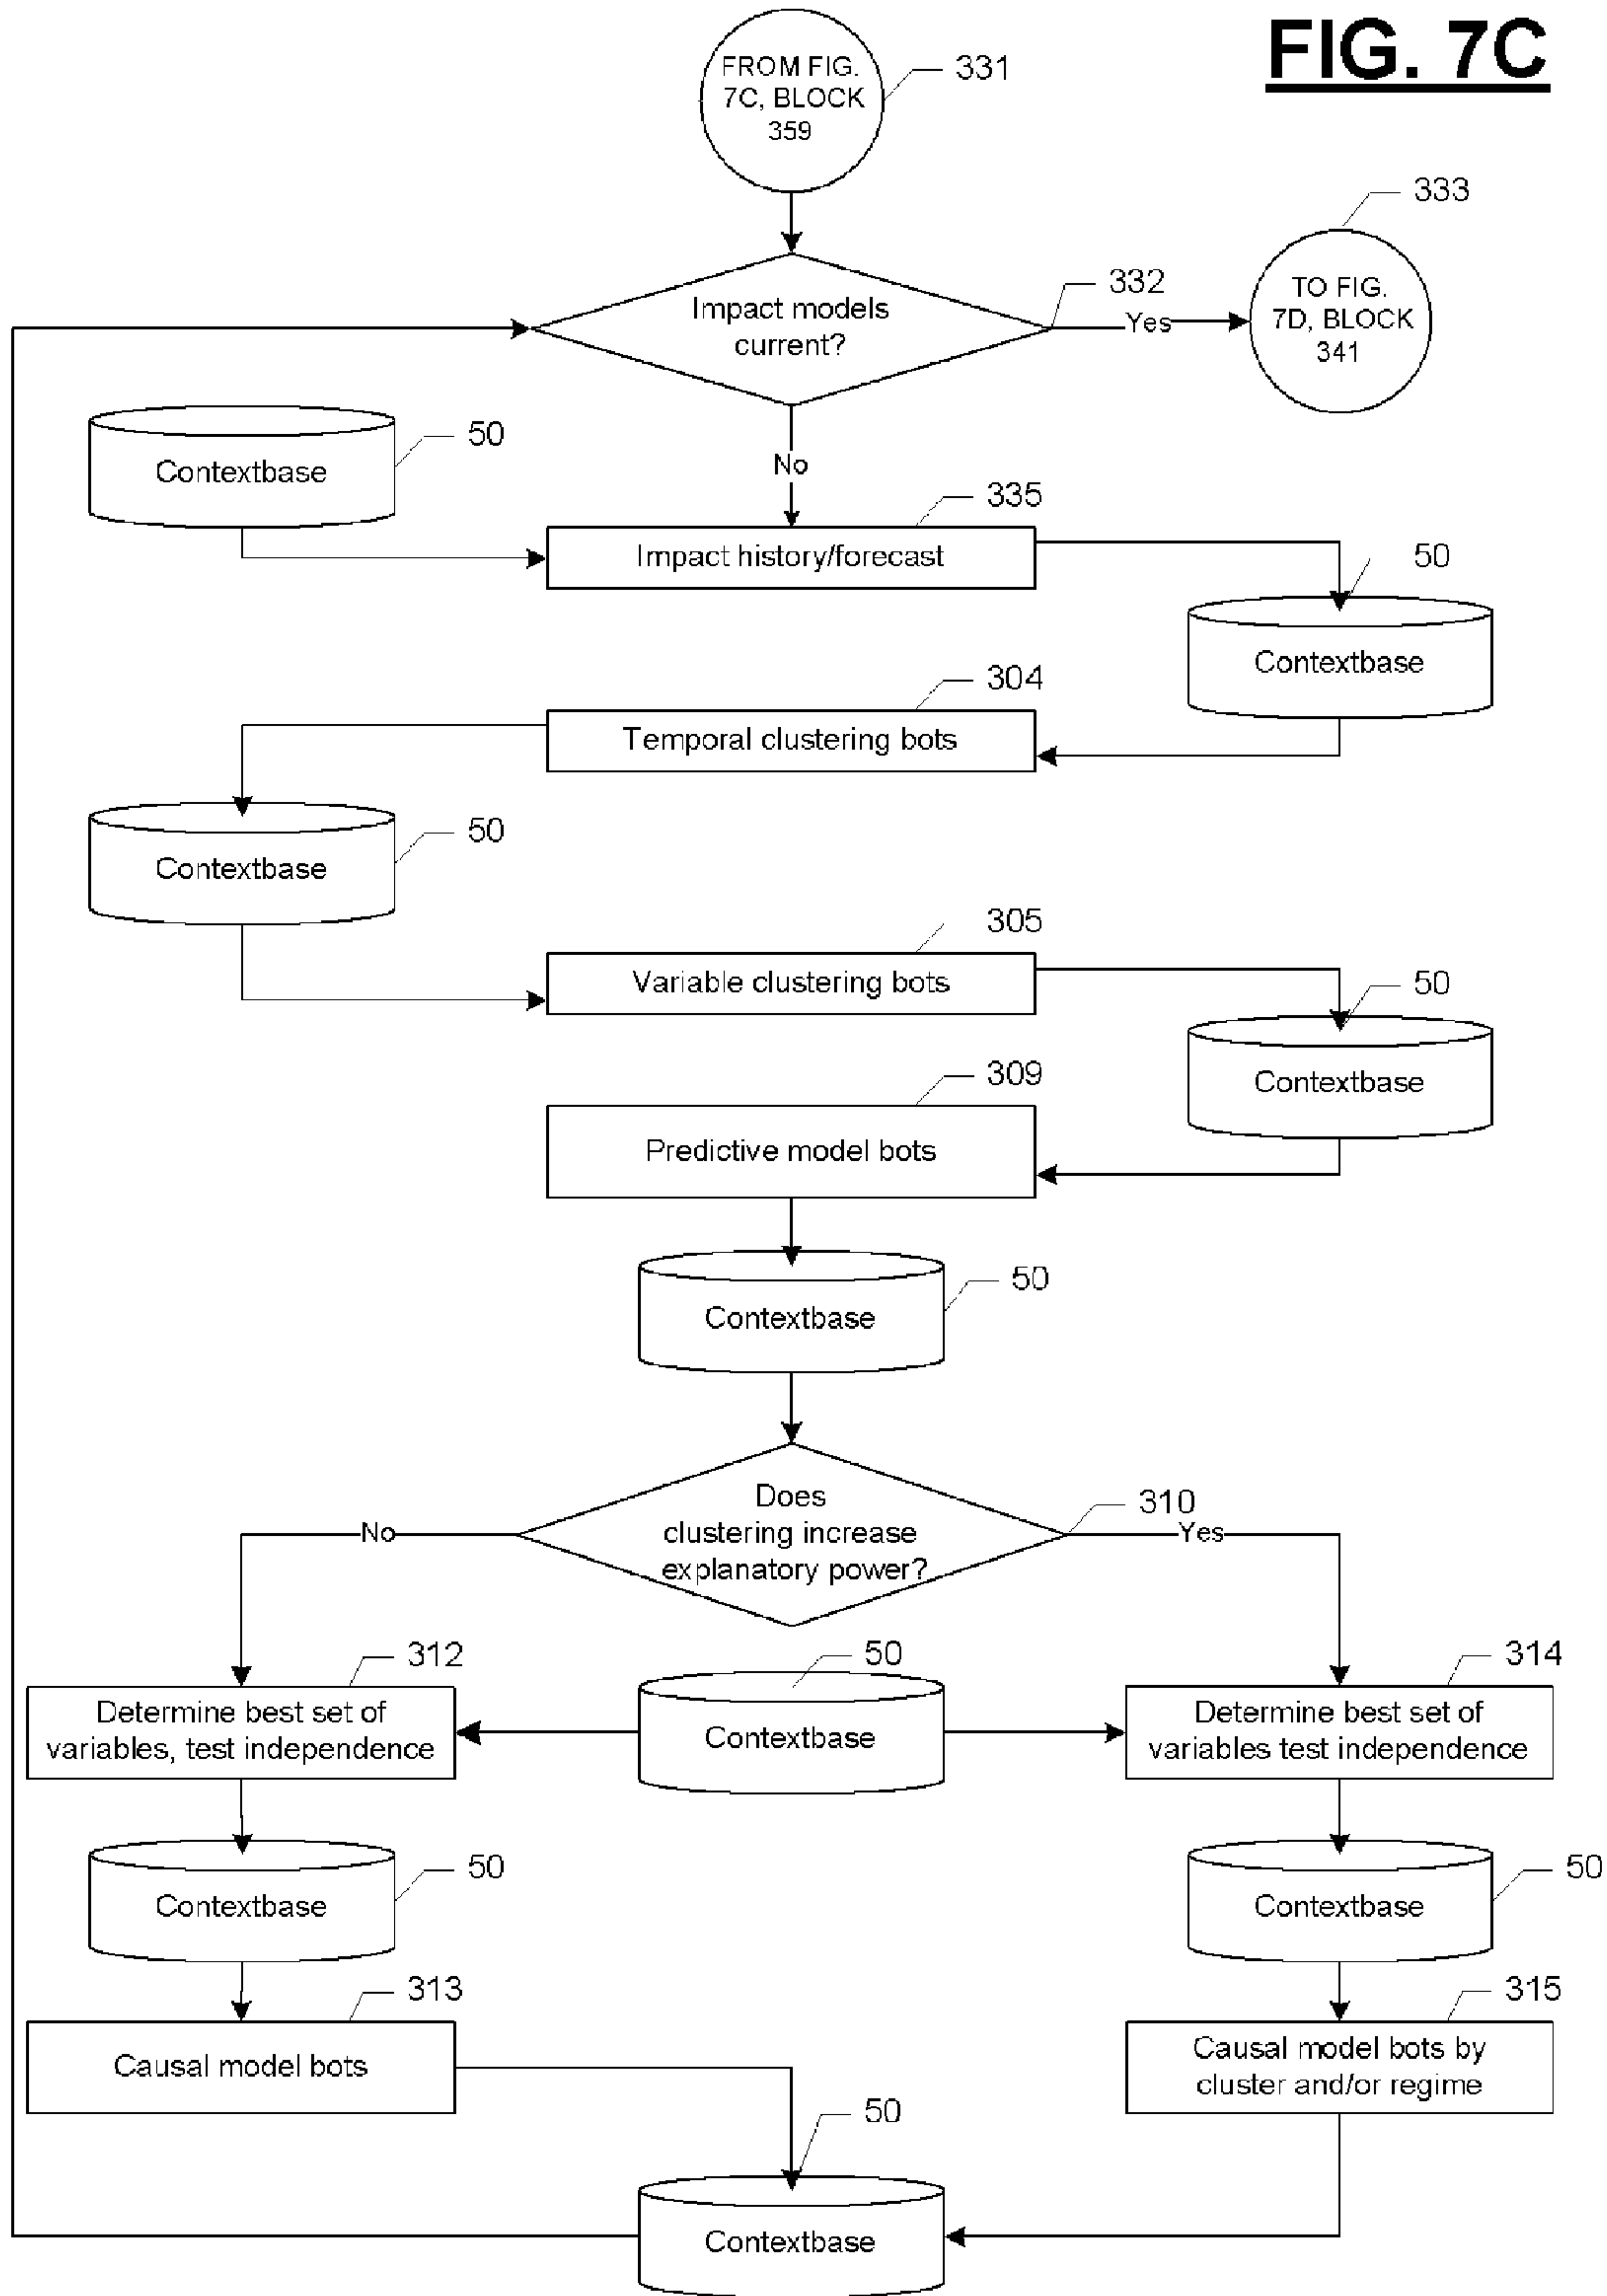 FIG. 7C
FROM FIG.
7C, BLOCK
359
331
333
332
Impact models
current?
Yes
TO FIG.
7D, BLOCK
341
50
Contextbase
No
335
Impact history/forecast
50
Contextbase
304
Temporal clustering bots
50
Contextbase
305
Variable clustering bots
50
Contextbase
309
Predictive model bots
50
Contextbase
310
Does
clustering increase
explanatory power?
No
Yes
312
Determine best set of
variables, test independence
50
Contextbase
314
Determine best set of
variables test independence
50
Contextbase
50
Contextbase
313
Causal model bots
315
Causal model bots by
cluster and/or regime
50
Contextbase